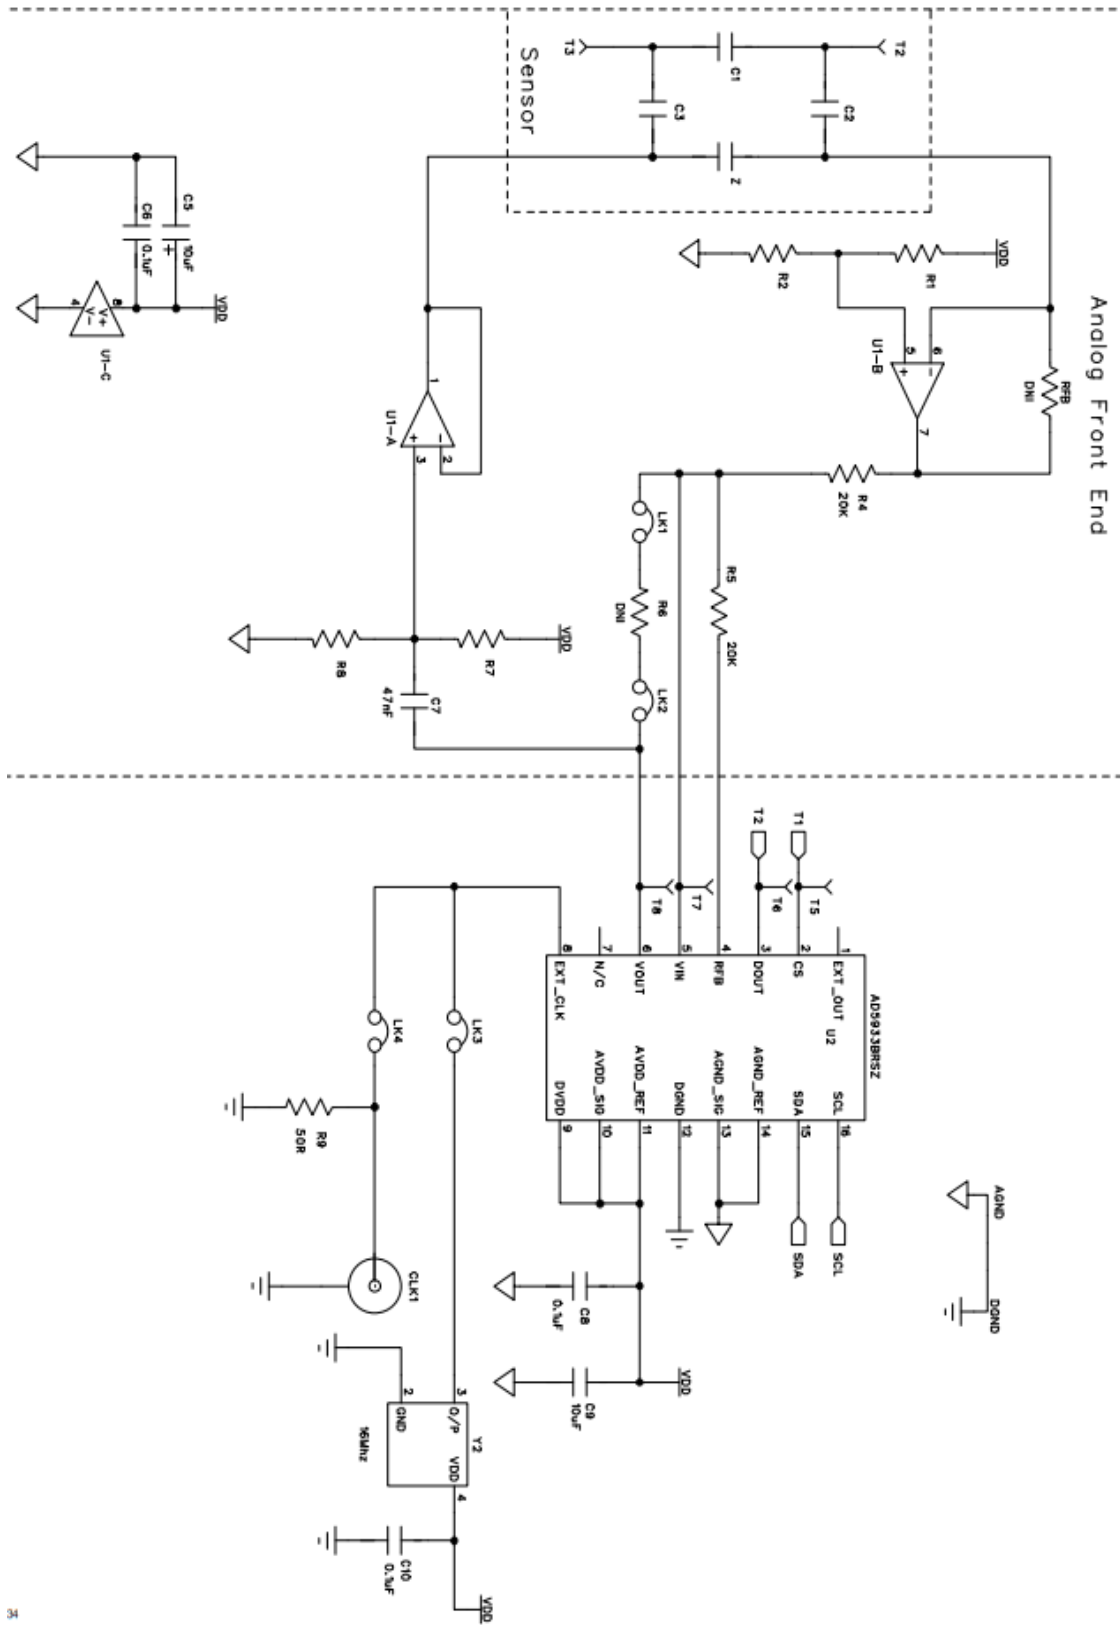 Analog Front End
Sensor
T3
C1
T2
C3
C2
Z
C5
10uF
C6
0.1uF
VDD
8
V+
V-
4
U1-C
VDD
R1
R2
5
+
6
-
U1-B
7
RFB
DNI
R4
20K
1
U1-A
+
-
3
2
LK1
R6
DNI
LK2
R5
20K
VDD
R7
R8
C7
47nF
T2
T1
T8
T7
T6
T5
8
7
6
5
4
3
2
1
EXT_CLK
N/C
VOUT
VIN
RFB
DOUT
CS
EXT_OUT
U2
AD5933BRSZ
DVDD
AVDD_SIG
AVDD_REF
DGND
AGND_SIG
AGND_REF
SDA
SCL
9
10
11
12
13
14
15
16
SDA
SCL
AGND
DGND
LK4
LK3
R9
50R
CLK1
C8
0.1uF
C9
10uF
VDD
2
GND
3
O/P
Y2
16Mhz
VDD
4
C10
0.1uF
VDD
34